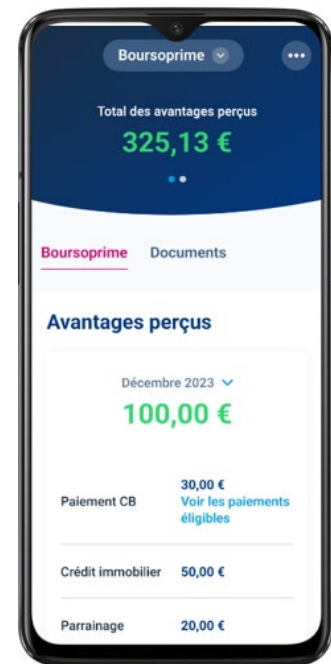 Boursoprime
Total des avantages perçus
325,13 €
Boursoprime Documents
Avantages perçus
Décembre 2023
100,00 €
Paiement CB 30,00 €
Voir les paiements
éligibles
Crédit immobilier 50,00 €
Parrainage 20,00 €